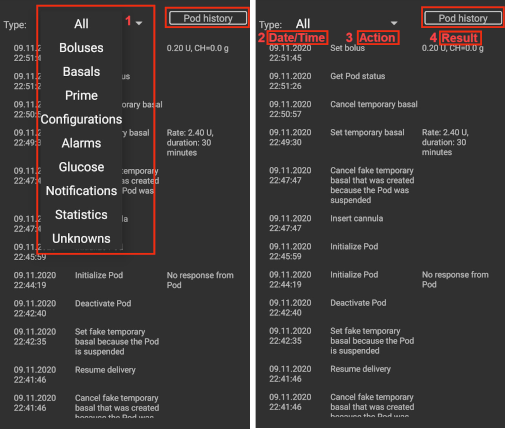 Type:
All
1
Pod history
Boluses
Basals
Prime
Configurations
Alarms
Glucose
Notifications
Statistics
Unknowns
09.11.
22:51:4
0.20 U, CH=0.0 g
09.11.
22:51:
tus
09.11.
22:50:5
orary basal
09.11.
22:49:3
y basal
Rate: 2.40 U,
duration: 30
minutes
09.11.
22:47:4
temporary
was created
the Pod was
09.11.
22:47:
ula
22:45:59
09.11.2020
22:44:19
Initialize Pod
No response from
Pod
09.11.2020
22:42:40
Deactivate Pod
09.11.2020
22:42:35
Set fake temporary
basal because the Pod
is suspended
09.11.2020
22:41:46
Resume delivery
09.11.2020
22:41:46
Cancel fake temporary
basal that was created
because the Pod was
Type:
All
Pod history
2 Date/Time
3 Action
4 Result
09.11.2020
22:51:45
Set bolus
0.20 U, CH=0.0 g
09.11.2020
22:51:26
Get Pod status
09.11.2020
22:50:57
Cancel temporary basal
09.11.2020
22:49:30
Set temporary basal
Rate: 2.40 U,
duration: 30
minutes
09.11.2020
22:47:47
Cancel fake temporary
basal that was created
because the Pod was
suspended
09.11.2020
22:47:47
Insert cannula
09.11.2020
22:45:59
Initialize Pod
09.11.2020
22:44:19
Initialize Pod
No response from
Pod
09.11.2020
22:42:40
Deactivate Pod
09.11.2020
22:42:35
Set fake temporary
basal because the Pod
is suspended
09.11.2020
22:41:46
Resume delivery
09.11.2020
22:41:46
Cancel fake temporary
basal that was created
because the Pod was